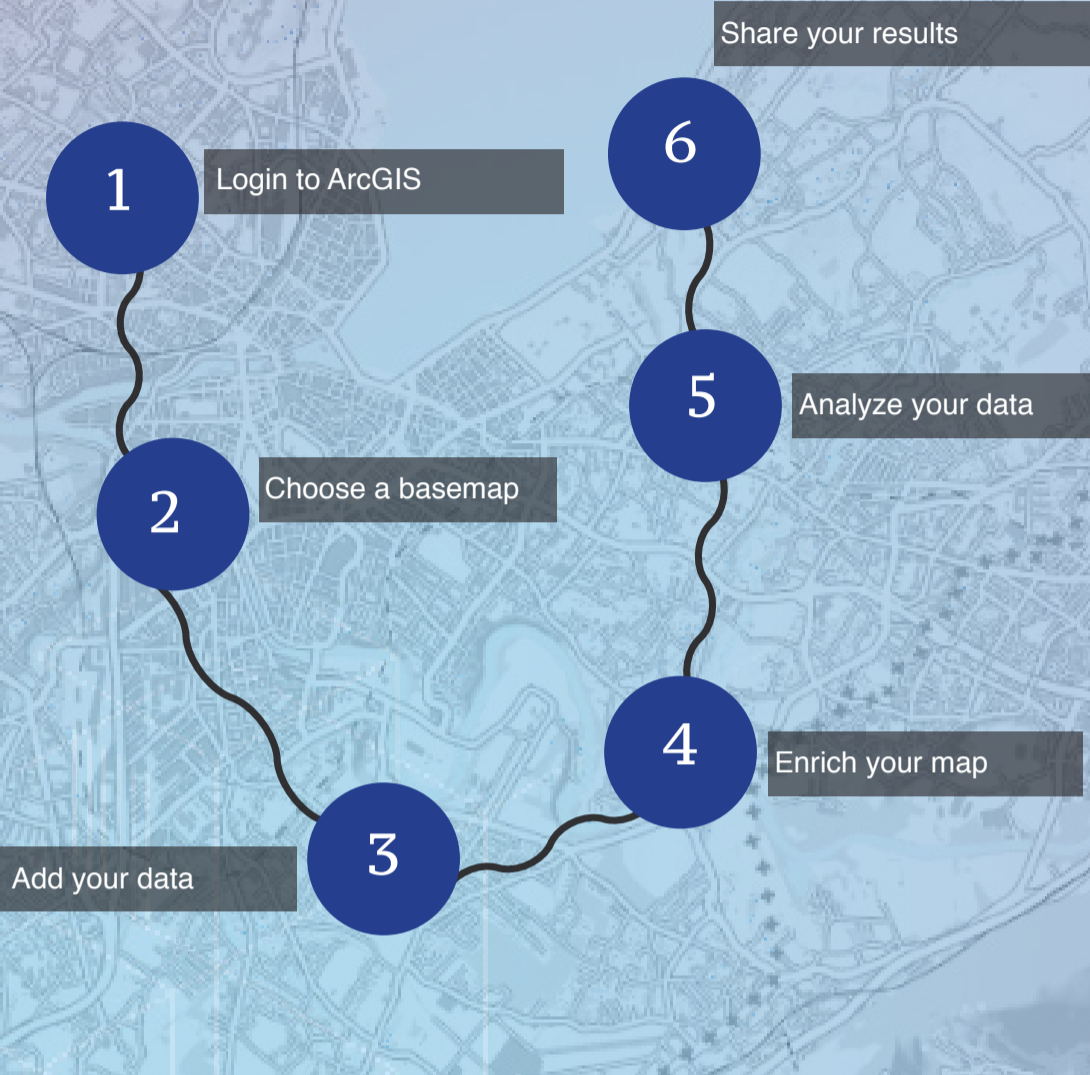 1
Login to ArcGIS
2
Choose a basemap
3
Add your data
4
Enrich your map
5
Analyze your data
6
Share your results